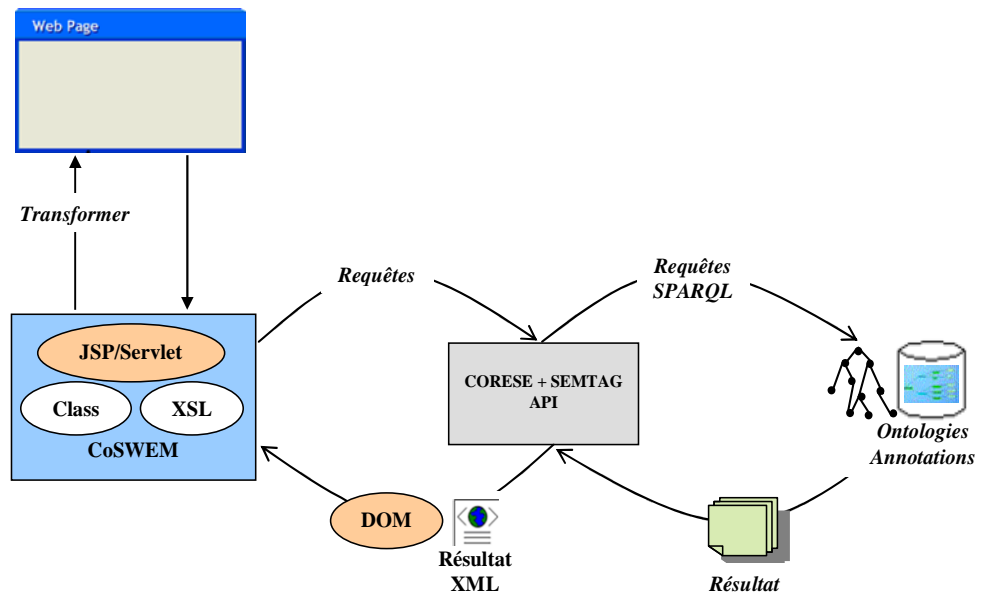 Web Page
Transformer
Requêtes
Requêtes
SPARQL
JSP/Servlet
Class
XSL
CoSWEM
CORESE + SEMTAG
API
Ontologies
Annotations
DOM
Résultat
XML
Résultat